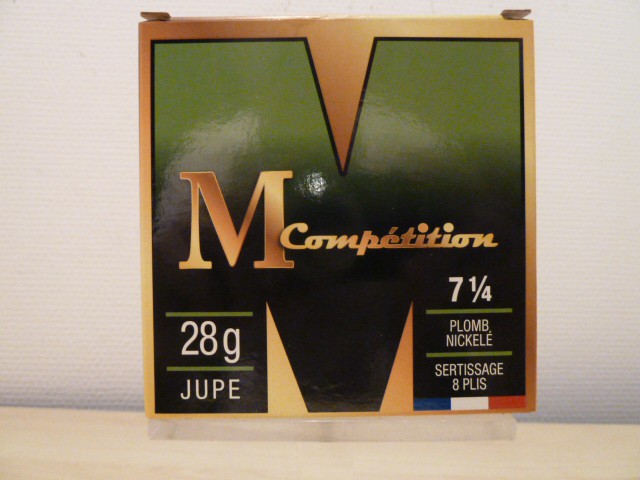 M Compétition
7 ¼
PLOMB
NICKELÉ
SERTISSAGE
8 PLIS
28g
JUPE